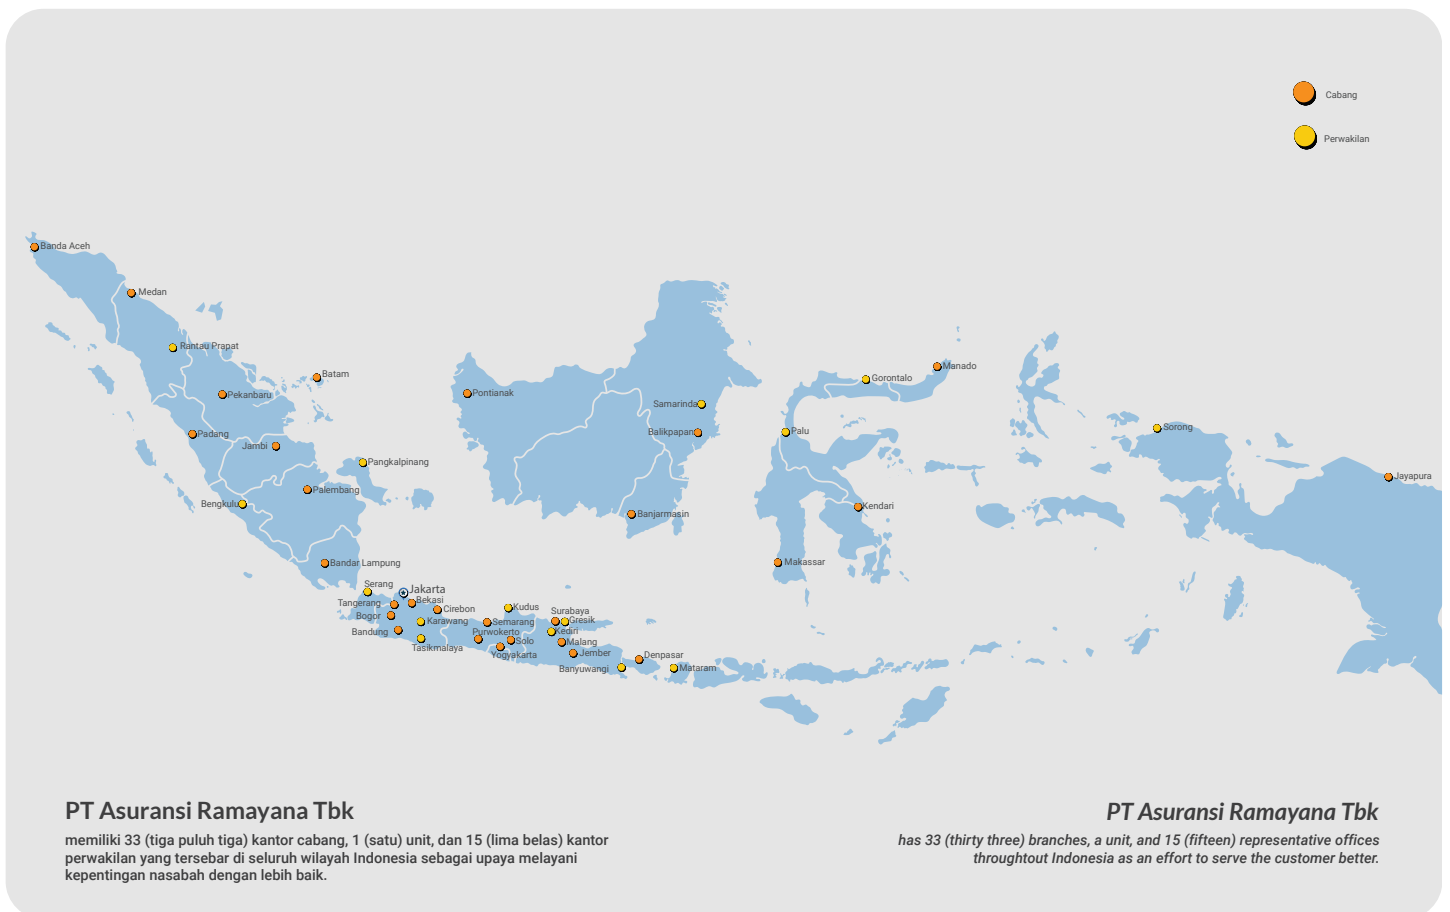 Cabang
Perwakilan
Banda Aceh
Medan
Rantau Prapat
Batam
Pekanbaru
Padang
Jambi
Pangkalpinang
Palembang
Bengkulu
Bandar Lampung
Pontianak
Samarinda
Balikpapan
Banjarmasin
Gorontalo
Manado
Palu
Kendari
Makassar
Sorong
Jayapura
Serang
Jakarta
Tangerang
Bekasi
Bogor
Cirebon
Karawang
Bandung
Tasikmalaya
Kudus
Semarang
Purwokerto
Solo
Yogyakarta
Surabaya
Gresik
Kediri
Malang
Jember
Banyuwangi
Denpasar
Mataram
PT Asuransi Ramayana Tbk
memiliki 33 (tiga puluh tiga) kantor cabang, 1 (satu) unit, dan 15 (lima belas) kantor
perwakilan yang tersebar di seluruh wilayah Indonesia sebagai upaya melayani
kepentingan nasabah dengan lebih baik.
PT Asuransi Ramayana Tbk
has 33 (thirty three) branches, a unit, and 15 (fifteen) representative offices
throughtout Indonesia as an effort to serve the customer better.